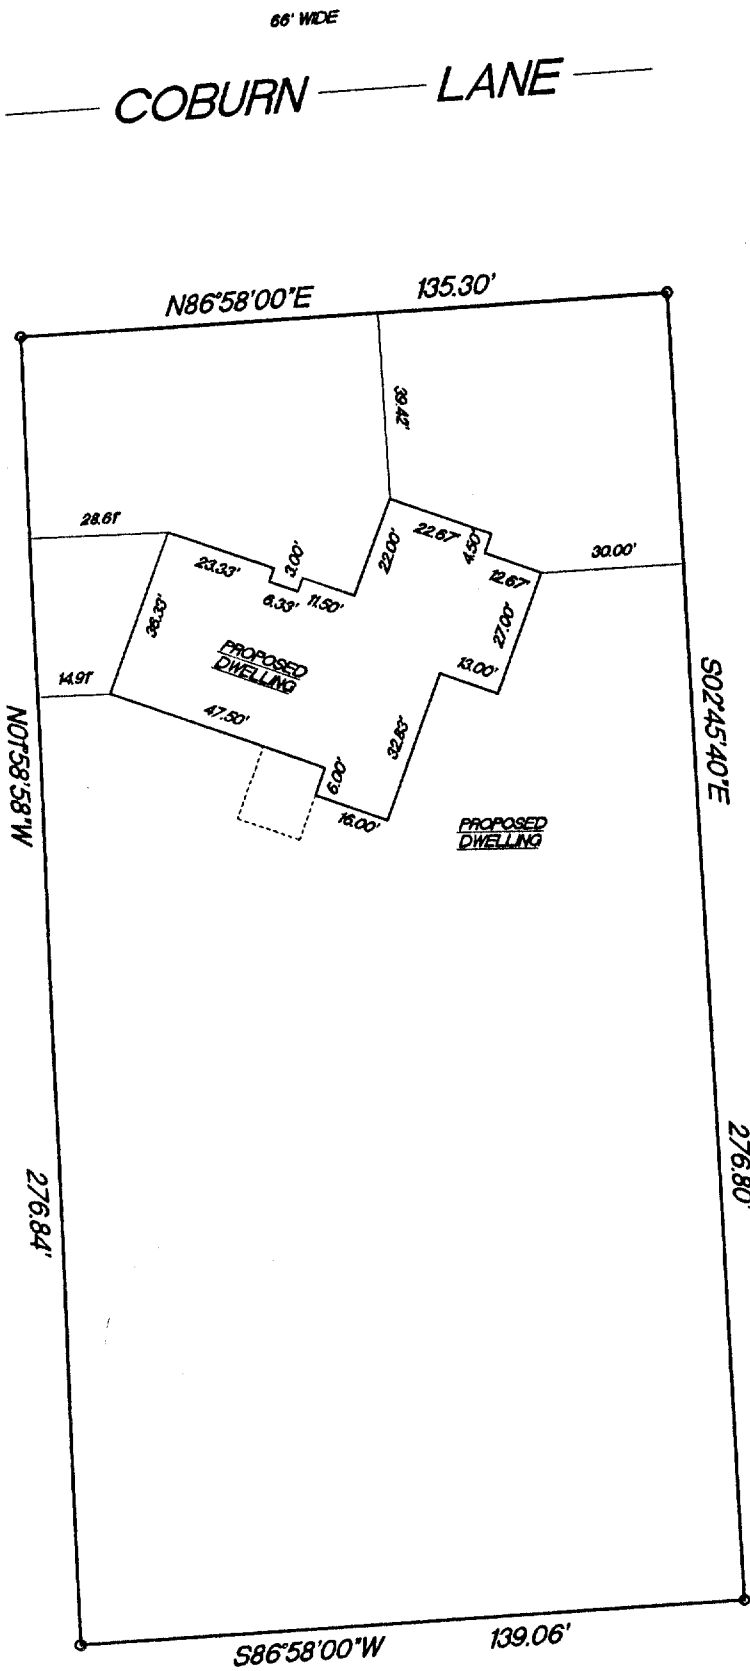 66' WIDE
COBURN LANE
N86°58'00"E 135.30'
39.42'
28.61'
22.67'
4.50'
22.00'
3.00'
23.33'
6.33'
11.50'
12.67'
30.00'
36.33'
27.00'
PROPOSED
DWELLING
13.00'
14.91'
47.50'
32.83'
6.00'
16.00'
PROPOSED
DWELLING
N01°58'58"W
276.84'
S02°45'40"E
276.80'
S86°58'00"W 139.06'